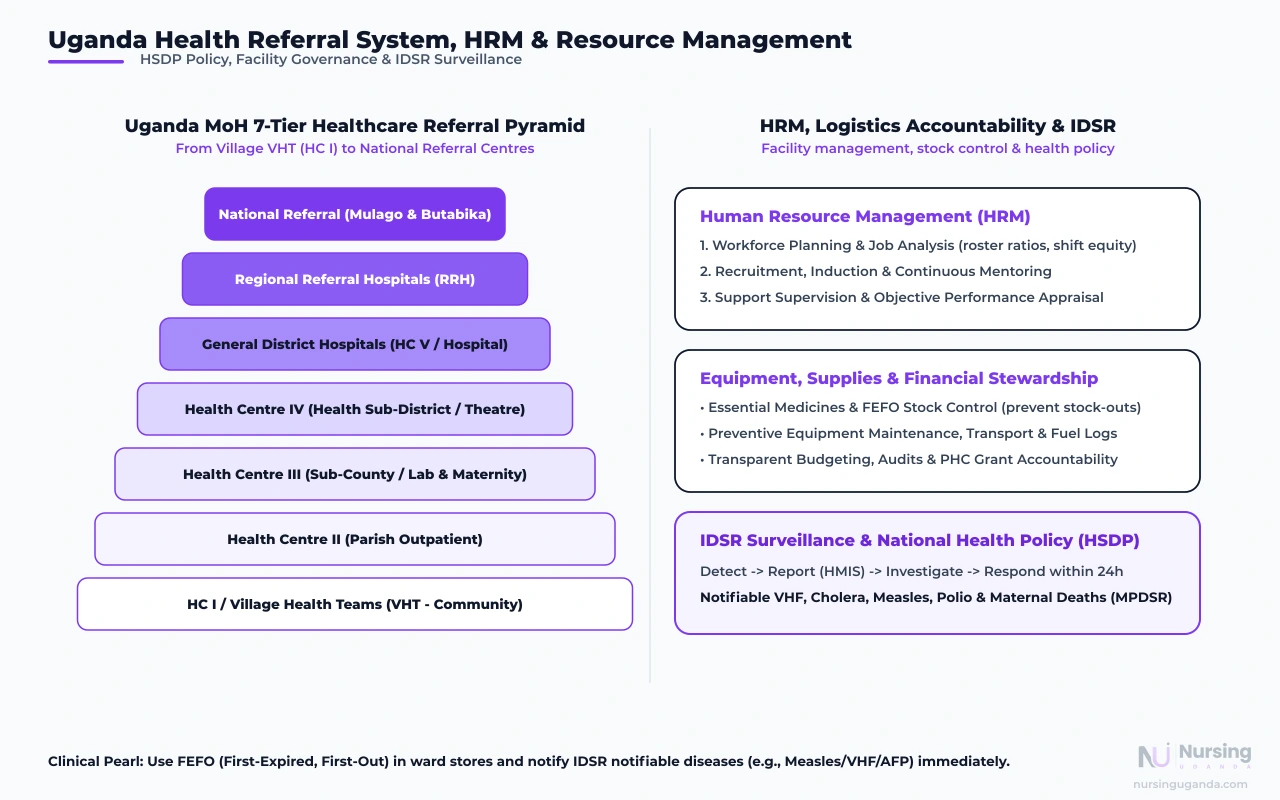 Uganda Health Referral System, HRM & Resource Management
HSDP Policy, Facility Governance & IDSR Surveillance
Uganda MoH 7-Tier Healthcare Referral Pyramid
From Village VHT (HC I) to National Referral Centres
National Referral (Mulago & Butabika)
Regional Referral Hospitals (RRH)
General District Hospitals (HC V / Hospital)
Health Centre IV (Health Sub-District / Theatre)
Health Centre III (Sub-County / Lab & Maternity)
Health Centre II (Parish Outpatient)
HC I / Village Health Teams (VHT - Community)
HRM, Logistics Accountability & IDSR
Facility management, stock control & health policy
Human Resource Management (HRM)
1. Workforce Planning & Job Analysis (roster ratios, shift equity)
2. Recruitment, Induction & Continuous Mentoring
3. Support Supervision & Objective Performance Appraisal
Equipment, Supplies & Financial Stewardship
• Essential Medicines & FEFO Stock Control (prevent stock-outs)
• Preventive Equipment Maintenance, Transport & Fuel Logs
• Transparent Budgeting, Audits & PHC Grant Accountability
IDSR Surveillance & National Health Policy (HSDP)
Detect -> Report (HMIS) -> Investigate -> Respond within 24h
Notifiable VHF, Cholera, Measles, Polio & Maternal Deaths (MPDSR)
Clinical Pearl: Use FEFO (First-Expired, First-Out) in ward stores and notify IDSR notifiable diseases (e.g., Measles/VHF/AFP) immediately.
NU Nursing
UGANDA
nursinguganda.com